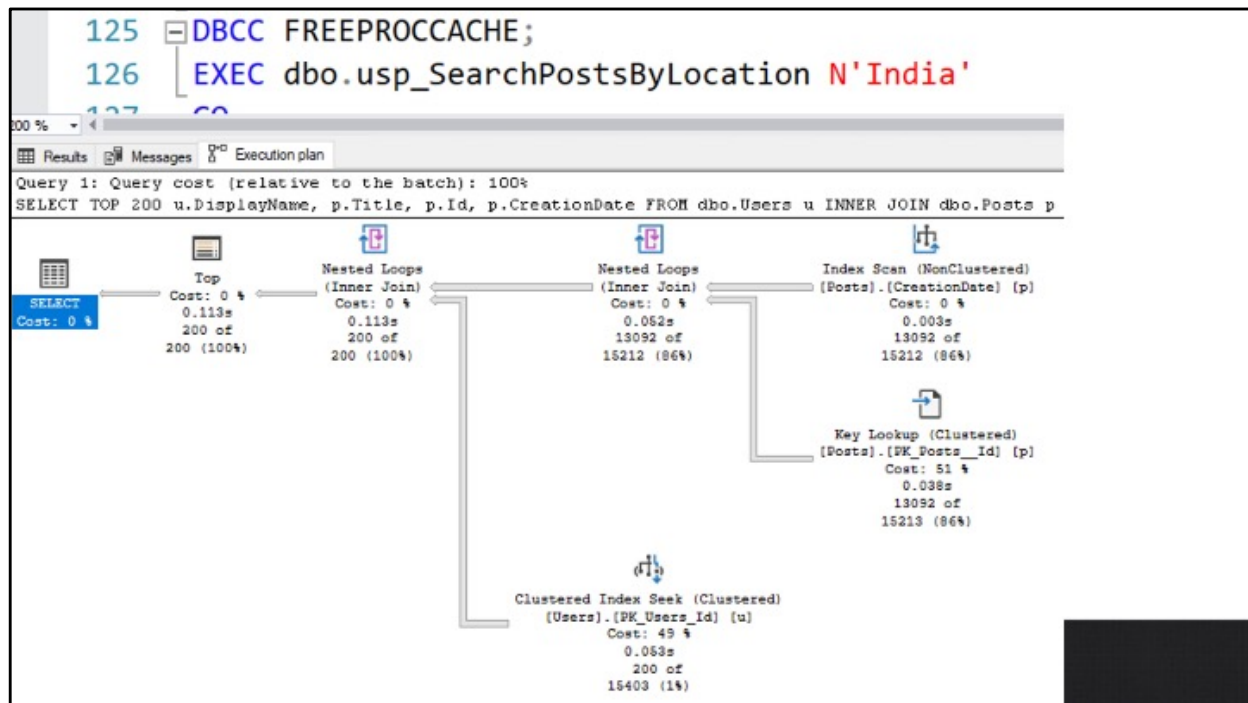 125 DBCC FREEPROCCACHE;
126 EXEC dbo.usp_SearchPostsByLocation N'India'
Results Messages Execution plan
Query 1: Query cost (relative to the batch): 100%
SELECT TOP 200 u.DisplayName, p.Title, p.Id, p.CreationDate FROM dbo.Users u INNER JOIN dbo.Posts p
SELECT
Cost: 0 %
Top
Cost: 0 %
0.113s
200 of
200 (100%)
Nested Loops
(Inner Join)
Cost: 0 %
0.113s
200 of
200 (100%)
Nested Loops
(Inner Join)
Cost: 0 %
0.052s
13092 of
15212 (86%)
Index Scan (NonClustered)
[Posts].[CreationDate] [p]
Cost: 0 %
0.003s
13092 of
15212 (86%)
Key Lookup (Clustered)
[Posts].[PK_Posts__Id] [p]
Cost: 51 %
0.038s
13092 of
15213 (86%)
Clustered Index Seek (Clustered)
[Users].[PK_Users_Id] [u]
Cost: 49 %
0.053s
200 of
15403 (1%)